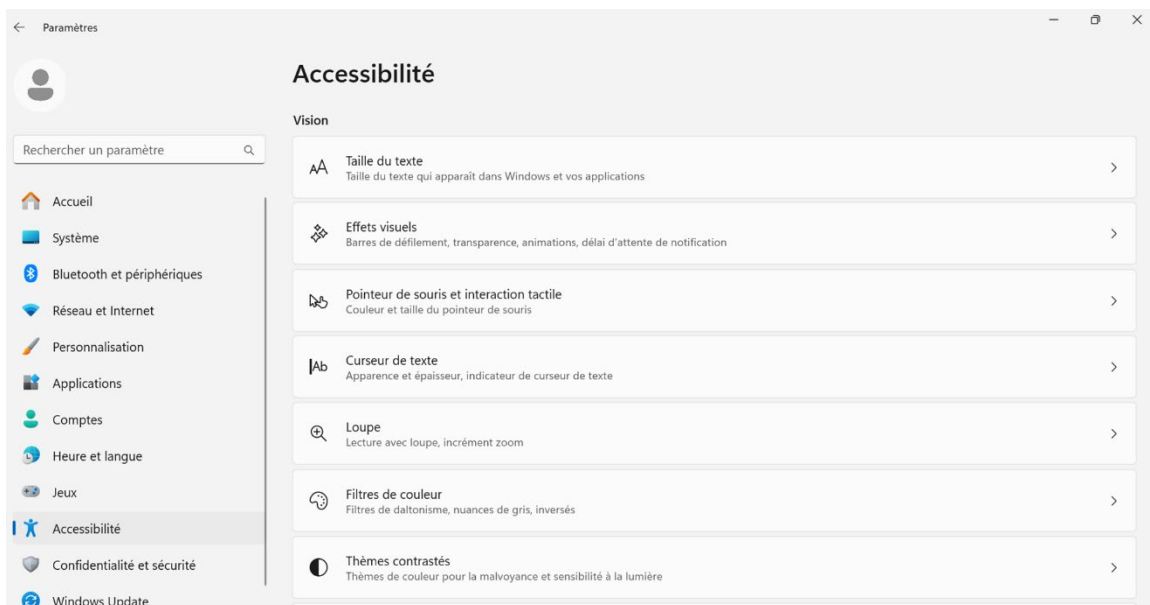 Paramètres
Rechercher un paramètre
Accueil
Système
Bluetooth et périphériques
Réseau et Internet
Personnalisation
Applications
Comptes
Heure et langue
Jeux
Accessibilité
Confidentialité et sécurité
Windows Update
Accessibilité
Vision
Taille du texte
Taille du texte qui apparaît dans Windows et vos applications
Effets visuels
Barres de défilement, transparence, animations, délai d'attente de notification
Pointeur de souris et interaction tactile
Couleur et taille du pointeur de souris
Curseur de texte
Apparence et épaisseur, indicateur de curseur de texte
Loupe
Lecture avec loupe, incrément zoom
Filtres de couleur
Filtres de daltonisme, nuances de gris, inversés
Thèmes contrastés
Thèmes de couleur pour la malvoyance et sensibilité à la lumière